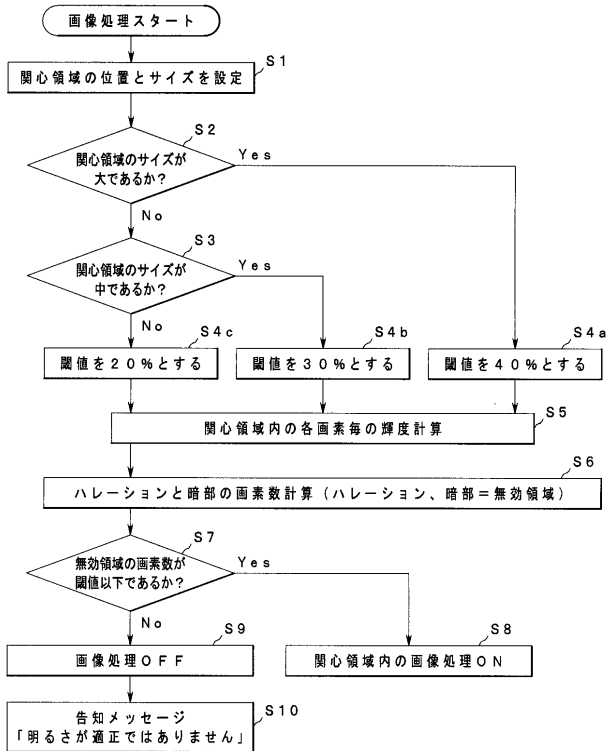 画像処理スタート
S1
関心領域の位置とサイズを設定
S2
関心領域のサイズが
大であるか?
Yes
No
S3
関心領域のサイズが
中であるか?
Yes
No
S4c
閾値を20%とする
S4b
閾値を30%とする
S4a
閾値を40%とする
S5
関心領域内の各画素毎の輝度計算
S6
ハレーションと暗部の画素数計算(ハレーション、暗部=無効領域)
S7
無効領域の画素数が
閾値以下であるか?
Yes
No
S9
画像処理OFF
S8
関心領域内の画像処理ON
S10
告知メッセージ
「明るさが適正ではありません」